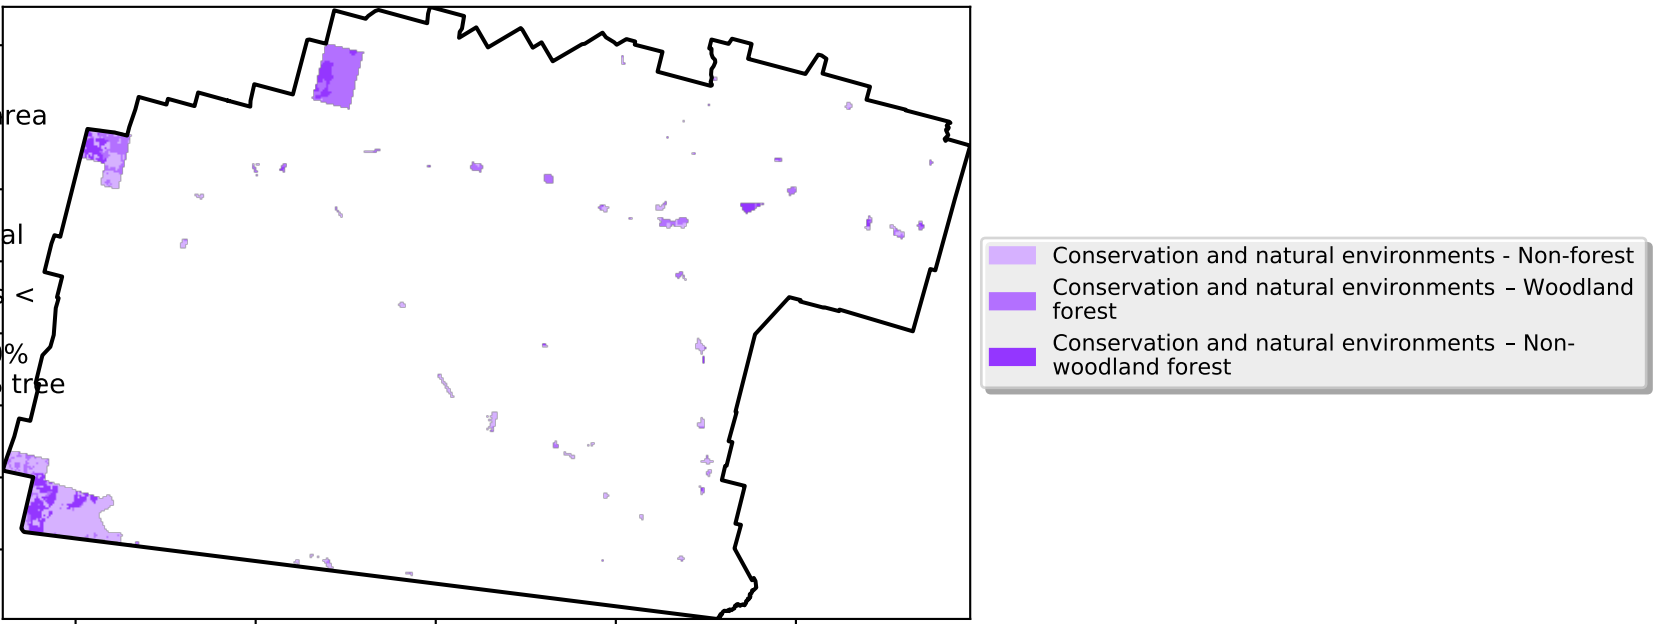 al
<
%
tree
Conservation and natural environments - Non-forest
Conservation and natural environments – Woodland
forest
Conservation and natural environments – Non-
woodland forest